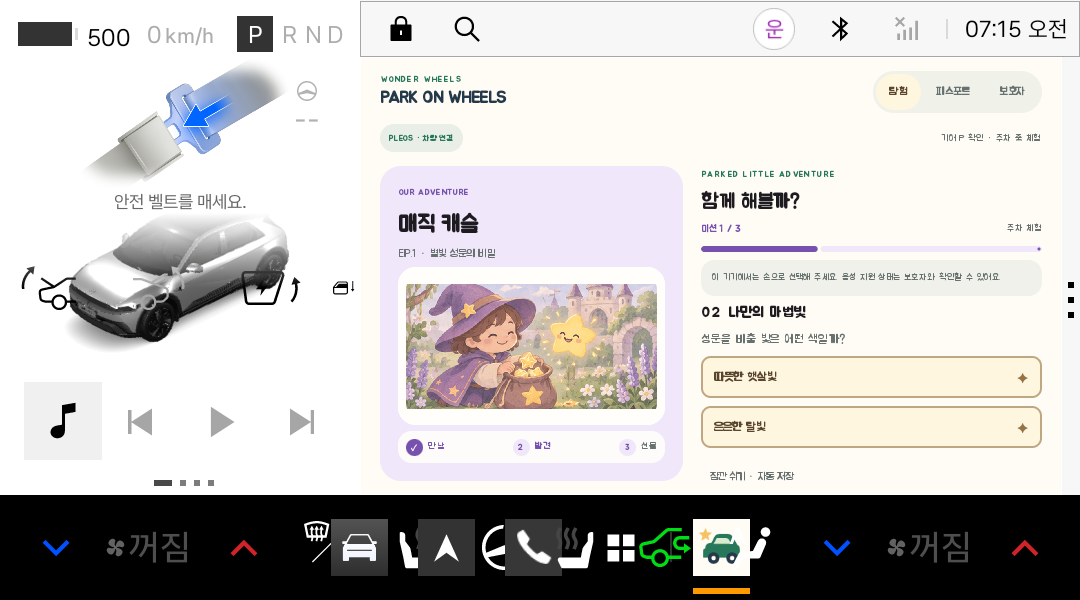 500
0 km/h
P R N D
안전 벨트를 매세요.
운
07:15 오전
WONDER WHEELS
PARK ON WHEELS
탐험
패스포트
보호자
PLEOS · 차량 연결
기어 P 확인 · 주차 중 체험
OUR ADVENTURE
매직 캐슬
EP.1 · 별빛 성문의 비밀
✓ 만남
2 발견
3 선물
PARKED LITTLE ADVENTURE
함께 해볼까?
미션 1 / 3
주차 체험
이 기기에서는 손으로 선택해 주세요. 음성 지원 상태는 보호자와 확인할 수 있어요.
02 나만의 마법빛
성문을 비출 빛은 어떤 색일까?
따뜻한 햇살빛
은은한 달빛
잠깐 쉬기 · 자동 저장
꺼짐
꺼짐